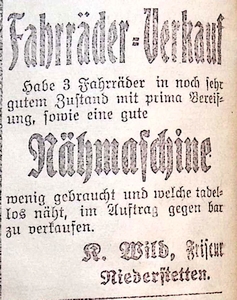 Fahrräder-Verkauf
Habe 3 Fahrräder in noch sehr
gutem Zustand mit prima Bereif-
ung, sowie eine gute
Nähmaschine
wenig gebraucht und welche tadel-
los näht, im Auftrag gegen bar
zu verkaufen.
K. Wild, Friseur
Niederstetten.